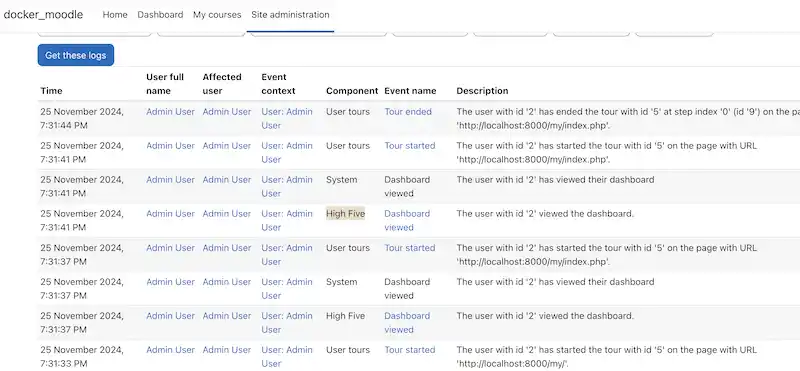 docker_moodle Home Dashboard My courses Site administration
Get these logs
Time User full name Affected user Event context Component Event name Description
25 November 2024, 7:31:44 PM Admin User Admin User User: Admin User User tours Tour ended The user with id '2' has ended the tour with id '5' at step index '0' (id '9') on the pa 'http://localhost:8000/my/index.php'.
25 November 2024, 7:31:41 PM Admin User Admin User User: Admin User User tours Tour started The user with id '2' has started the tour with id '5' on the page with URL 'http://localhost:8000/my/index.php'.
25 November 2024, 7:31:41 PM Admin User Admin User User: Admin User System Dashboard viewed The user with id '2' has viewed their dashboard
25 November 2024, 7:31:41 PM Admin User Admin User User: Admin User High Five Dashboard viewed The user with id '2' viewed the dashboard.
25 November 2024, 7:31:37 PM Admin User Admin User User: Admin User User tours Tour started The user with id '2' has started the tour with id '5' on the page with URL 'http://localhost:8000/my/index.php'.
25 November 2024, 7:31:37 PM Admin User Admin User User: Admin User System Dashboard viewed The user with id '2' has viewed their dashboard
25 November 2024, 7:31:37 PM Admin User Admin User User: Admin User High Five Dashboard viewed The user with id '2' viewed the dashboard.
25 November 2024, 7:31:33 PM Admin User Admin User User: Admin User User tours Tour started The user with id '2' has started the tour with id '5' on the page with URL 'http://localhost:8000/my/'.